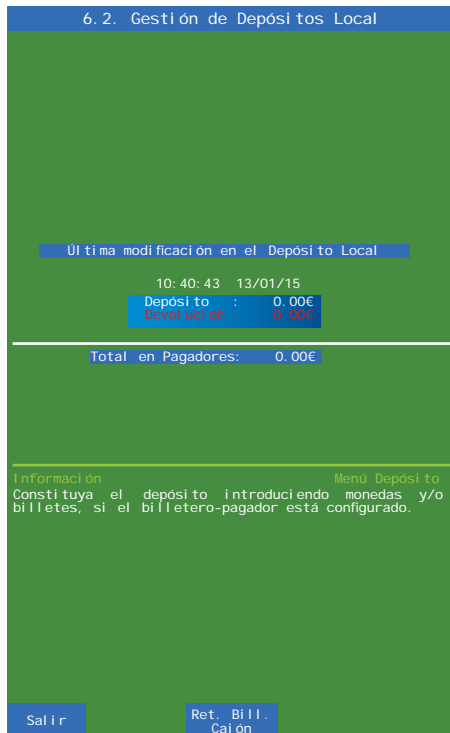 6.2. Gestión de Depósitos Local
Última modificación en el Depósito Local
10:40:43 13/01/15
Depósito : 0.00€
Devolución : 0.00€
Total en Pagadores: 0.00€
Información Menú Depósito
Constituya el depósito introduciendo monedas y/o
billetes, si el billetero-pagador está configurado.
Salir
Ret. Bill.
Cajón